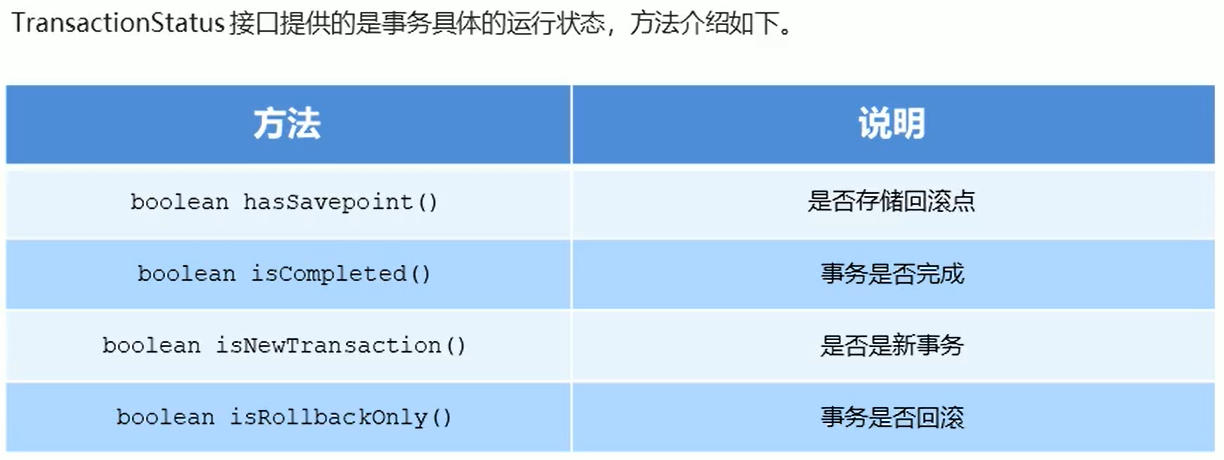 TransactionStatus 接口提供的是事务具体的运行状态，方法介绍如下。
方法 说明
boolean hasSavepoint() 是否存储回滚点
boolean isCompleted() 事务是否完成
boolean isNewTransaction() 是否是新事务
boolean isRollbackOnly() 事务是否回滚